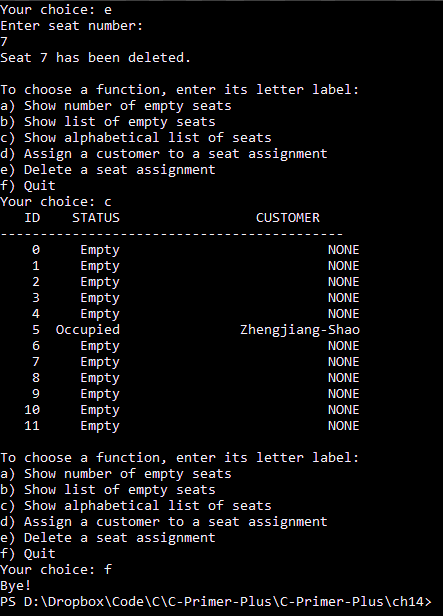 Your choice: e
Enter seat number:
7
Seat 7 has been deleted.

To choose a function, enter its letter label:
a) Show number of empty seats
b) Show list of empty seats
c) Show alphabetical list of seats
d) Assign a customer to a seat assignment
e) Delete a seat assignment
f) Quit
Your choice: c
   ID    STATUS                 CUSTOMER
-------------------------------------------
    0     Empty                          NONE
    1     Empty                          NONE
    2     Empty                          NONE
    3     Empty                          NONE
    4     Empty                          NONE
    5  Occupied               Zhengjiang-Shao
    6     Empty                          NONE
    7     Empty                          NONE
    8     Empty                          NONE
    9     Empty                          NONE
   10     Empty                          NONE
   11     Empty                          NONE

To choose a function, enter its letter label:
a) Show number of empty seats
b) Show list of empty seats
c) Show alphabetical list of seats
d) Assign a customer to a seat assignment
e) Delete a seat assignment
f) Quit
Your choice: f
Bye!
PS D:\Dropbox\Code\C\C-Primer-Plus\C-Primer-Plus\ch14>